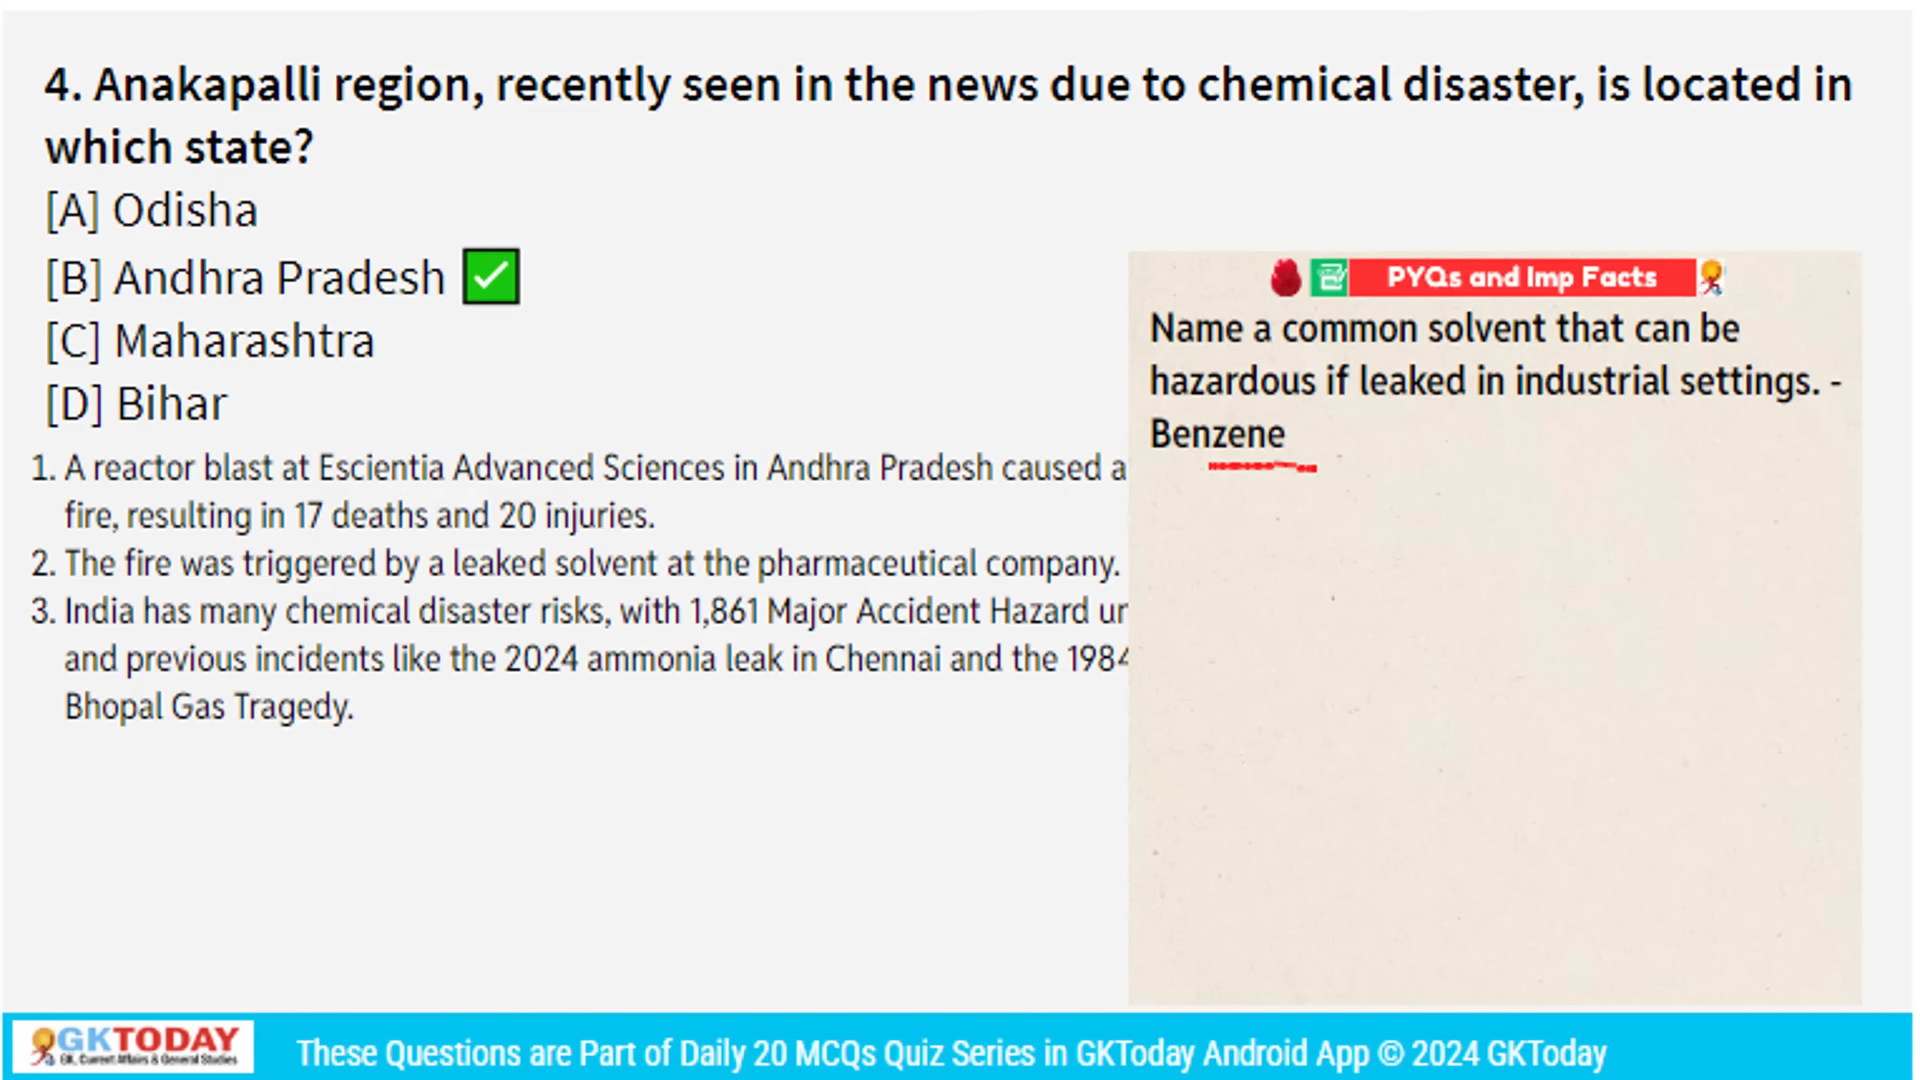 4. Anakapalli region, recently seen in the news due to chemical disaster, is located in
which state?
[A] Odisha
[B] Andhra Pradesh
[C] Maharashtra
[D] Bihar
1. A reactor blast at Escientia Advanced Sciences in Andhra Pradesh caused a
fire, resulting in 17 deaths and 20 injuries.
2. The fire was triggered by a leaked solvent at the pharmaceutical company.
3. India has many chemical disaster risks, with 1,861 Major Accident Hazard
and previous incidents like the 2024 ammonia leak in Chennai and the 1984
Bhopal Gas Tragedy.
PYQs and Imp Facts
Name a common solvent that can be
hazardous if leaked in industrial settings. -
Benzene
GKTODAY
GK, Current Affairs & General Studies
These Questions are Part of Daily 20 MCQs Quiz Series in GKToday Android App © 2024 GKToday